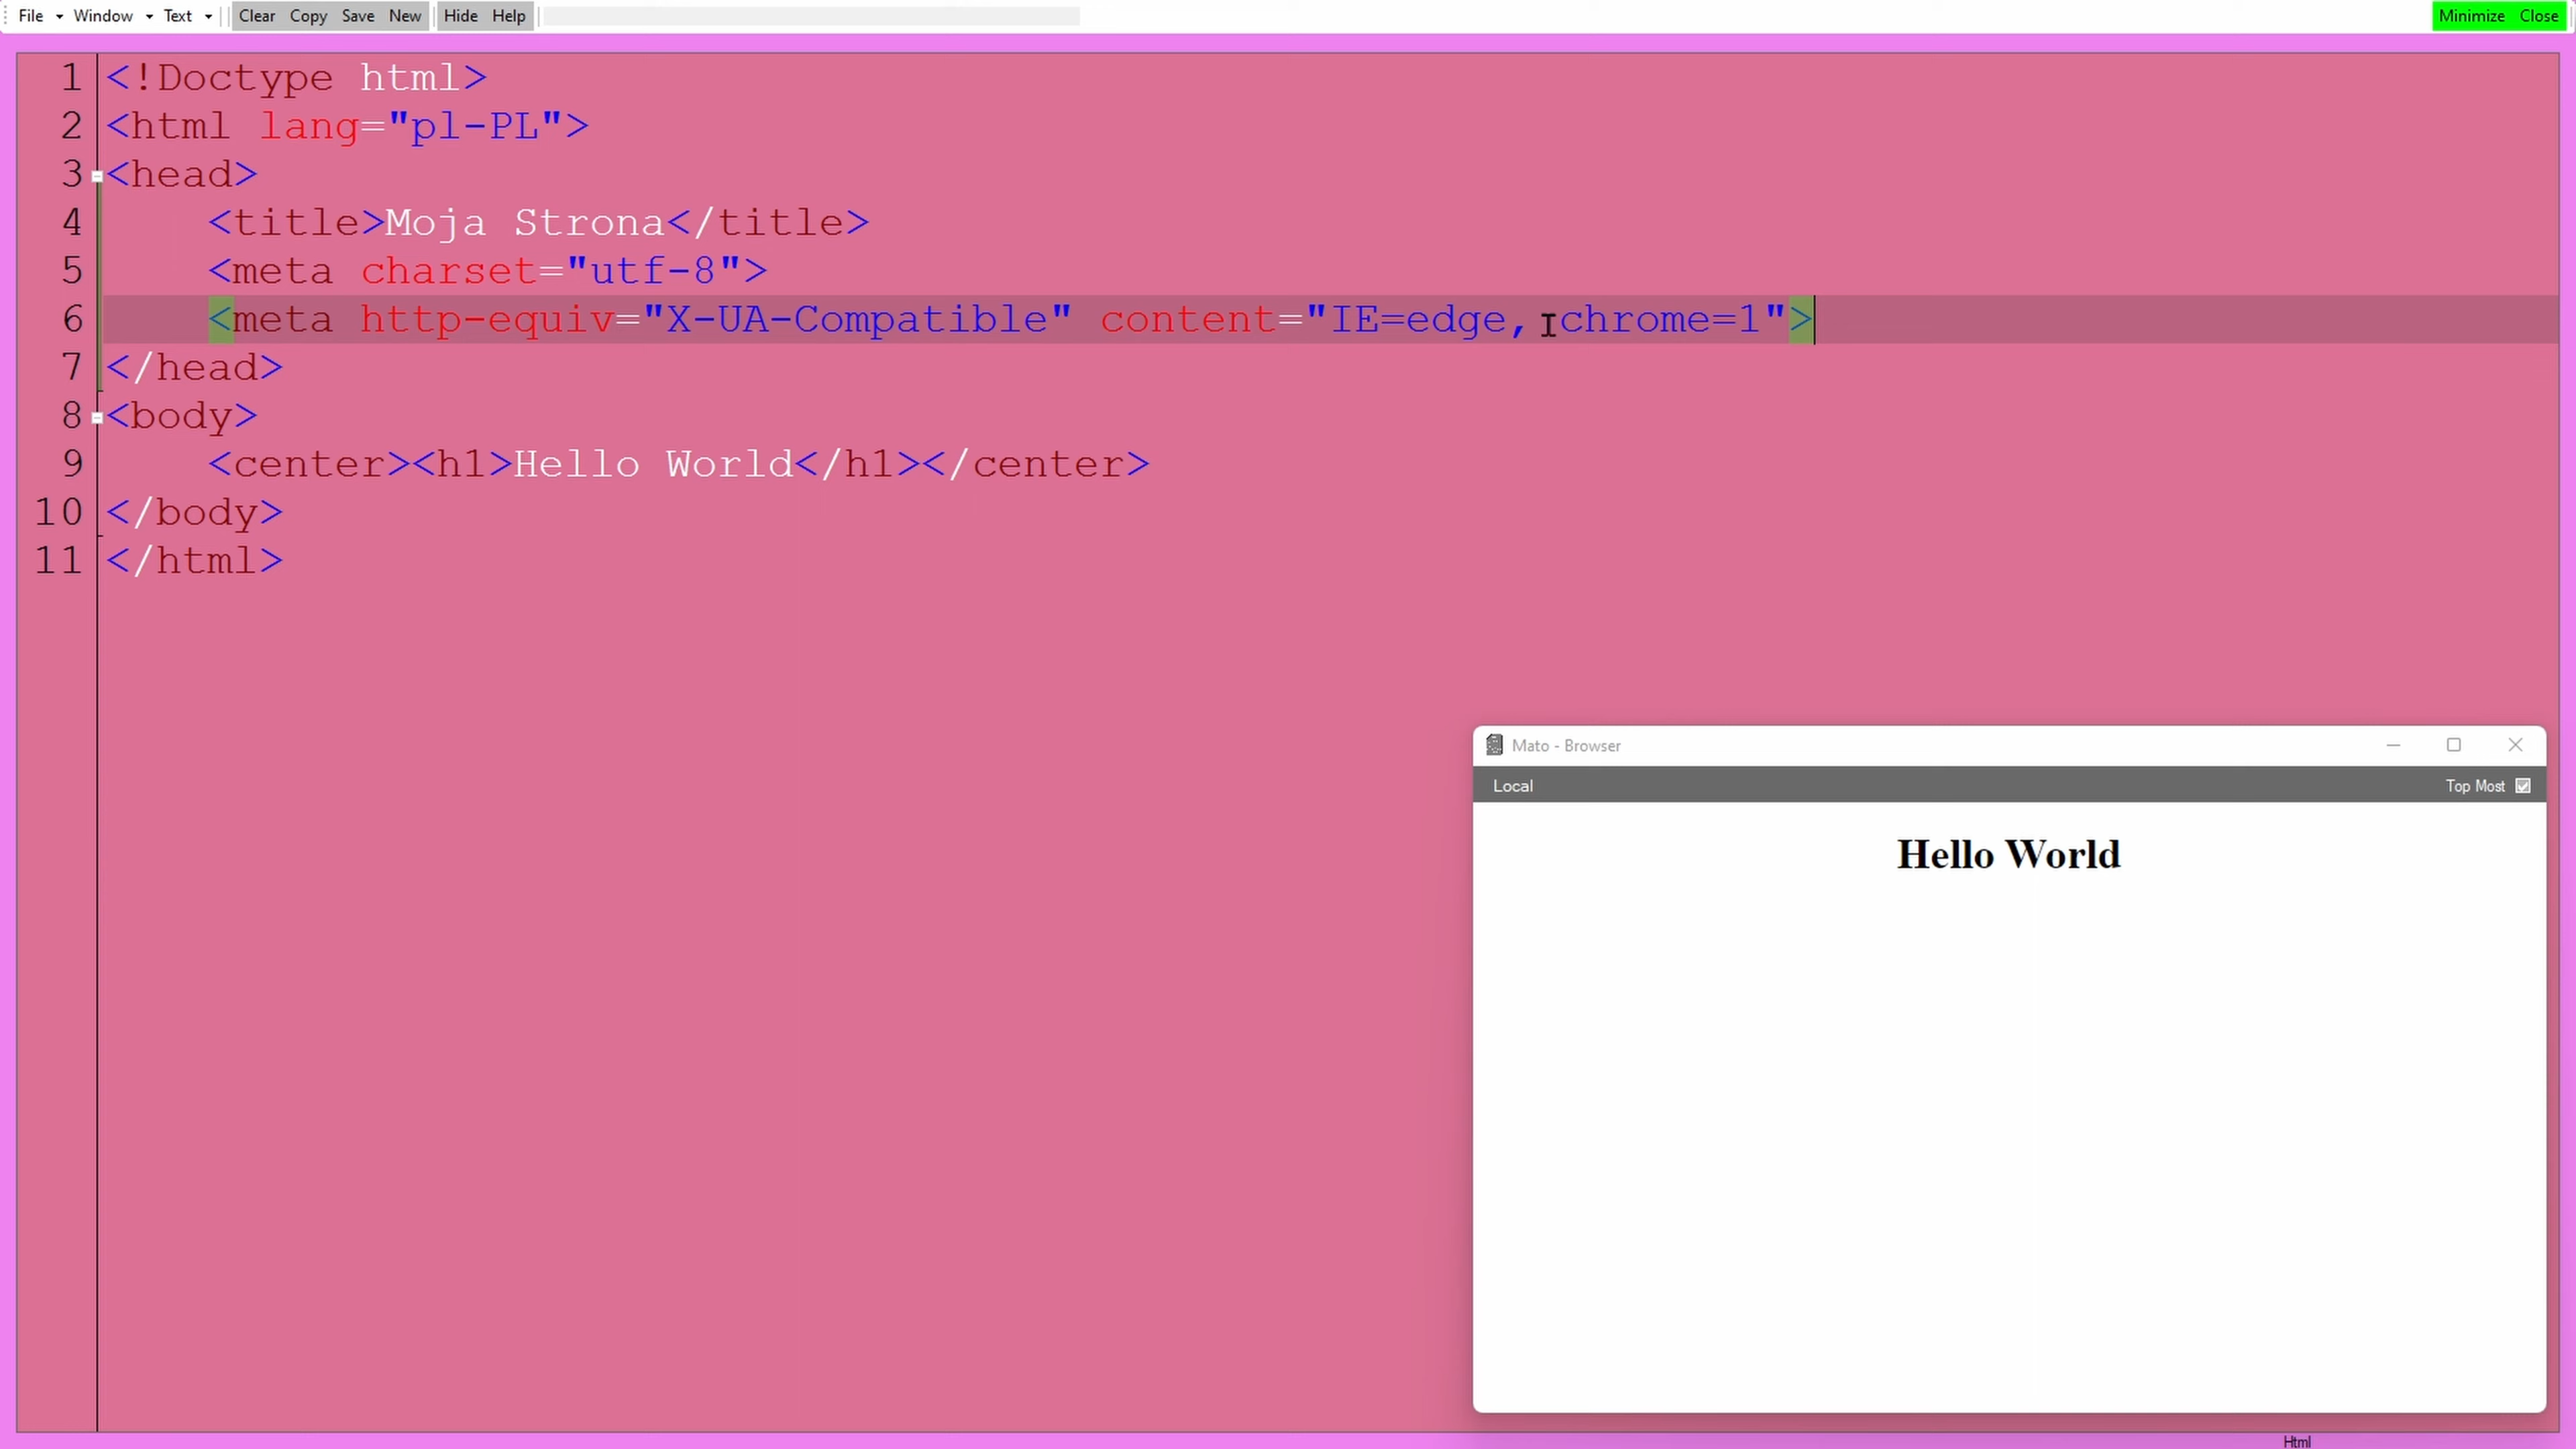 File Window Text Clear Copy Save New Hide Help Minimize Close
1 <!Doctype html>
2 <html lang="pl-PL">
3 <head>
4 <title>Moja Strona</title>
5 <meta charset="utf-8">
6 <meta http-equiv="X-UA-Compatible" content="IE=edge, chrome=1">
7 </head>
8 <body>
9 <center><h1>Hello World</h1></center>
10 </body>
11 </html>
Mato - Browser
Local Top Most
Hello World
Html